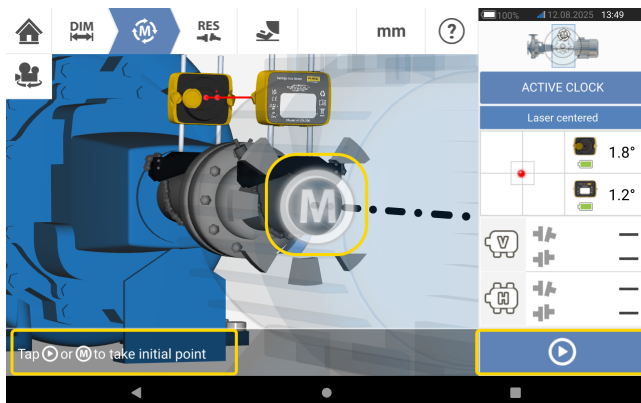 100% 12.08.2025 13:49
DIM
M
RES
mm
?
ACTIVE CLOCK
Laser centered
1.8°
1.2°
M
V
H
Tap or M to take initial point